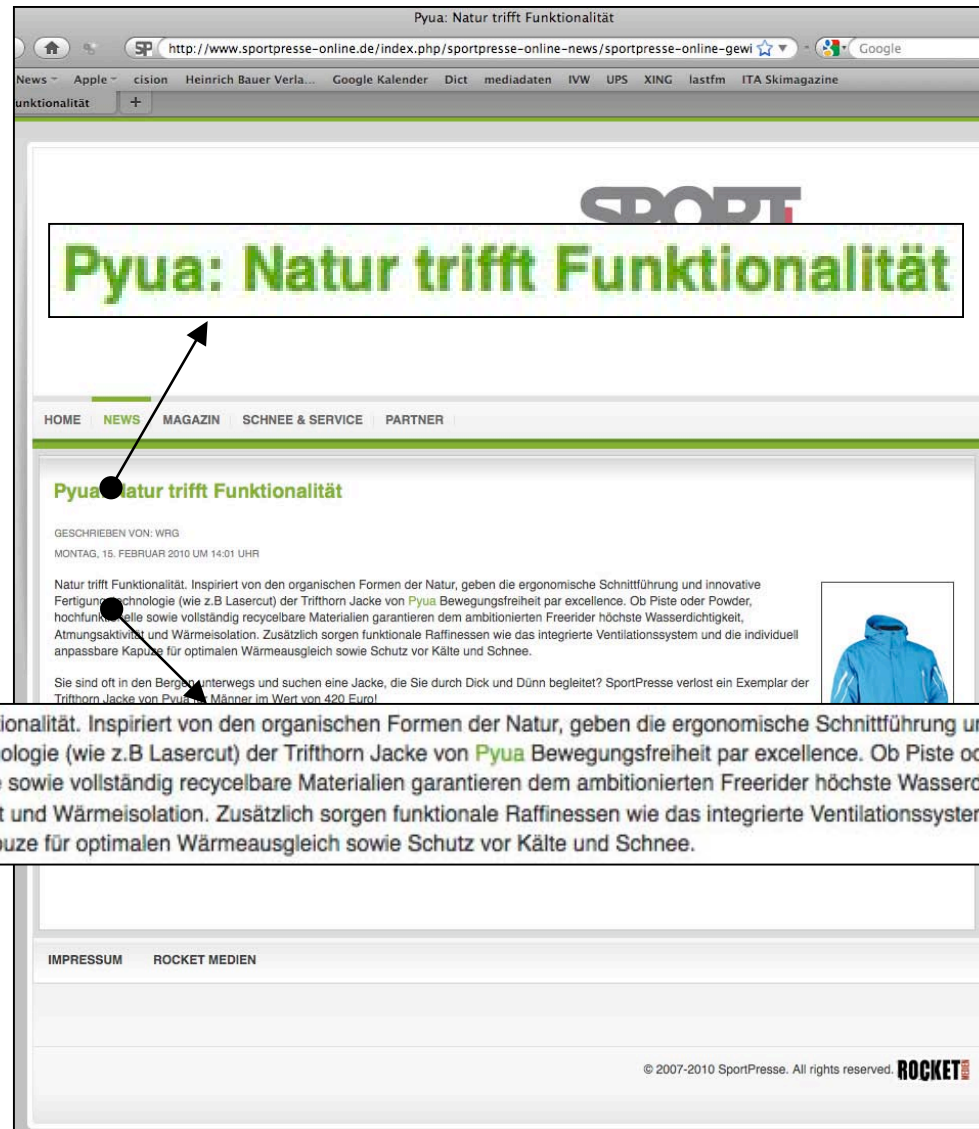 Pyua: Natur trifft Funktionalität
http://www.sportpresse-online.de/index.php/sportpresse-online-news/sportpresse-online-gewi
Google
News Apple cision Heinrich Bauer Verla... Google Kalender Dict mediadaten IVW UPS XING lastfm ITA Skimagazine
unktionalität +
SPORT
Pyua: Natur trifft Funktionalität
HOME NEWS MAGAZIN SCHNEE & SERVICE PARTNER
Pyua: Natur trifft Funktionalität
GESCHRIEBEN VON: WRG
MONTAG, 15. FEBRUAR 2010 UM 14:01 UHR
Natur trifft Funktionalität. Inspiriert von den organischen Formen der Natur, geben die ergonomische Schnittführung und innovative
Fertigungstechnologie (wie z.B Lasercut) der Trifthorn Jacke von Pyua Bewegungsfreiheit par excellence. Ob Piste oder Powder,
hochfunktionelle sowie vollständig recycelbare Materialien garantieren dem ambitionierten Freerider höchste Wasserdichtigkeit,
Atmungsaktivität und Wärmeisolation. Zusätzlich sorgen funktionale Raffinessen wie das integrierte Ventilationssystem und die individuell
anpassbare Kapuze für optimalen Wärmeausgleich sowie Schutz vor Kälte und Schnee.
Sie sind oft in den Bergen unterwegs und suchen eine Jacke, die Sie durch Dick und Dünn begleitet? SportPresse verlost ein Exemplar der
Trifthorn Jacke von Pyua für Männer im Wert von 420 Euro!
tionalität. Inspiriert von den organischen Formen der Natur, geben die ergonomische Schnittführung un
nologie (wie z.B Lasercut) der Trifthorn Jacke von Pyua Bewegungsfreiheit par excellence. Ob Piste od
e sowie vollständig recycelbare Materialien garantieren dem ambitionierten Freerider höchste Wasserd
t und Wärmeisolation. Zusätzlich sorgen funktionale Raffinessen wie das integrierte Ventilationssystem
puze für optimalen Wärmeausgleich sowie Schutz vor Kälte und Schnee.
IMPRESSUM ROCKET MEDIEN
© 2007-2010 SportPresse. All rights reserved. ROCKET MEDIEN